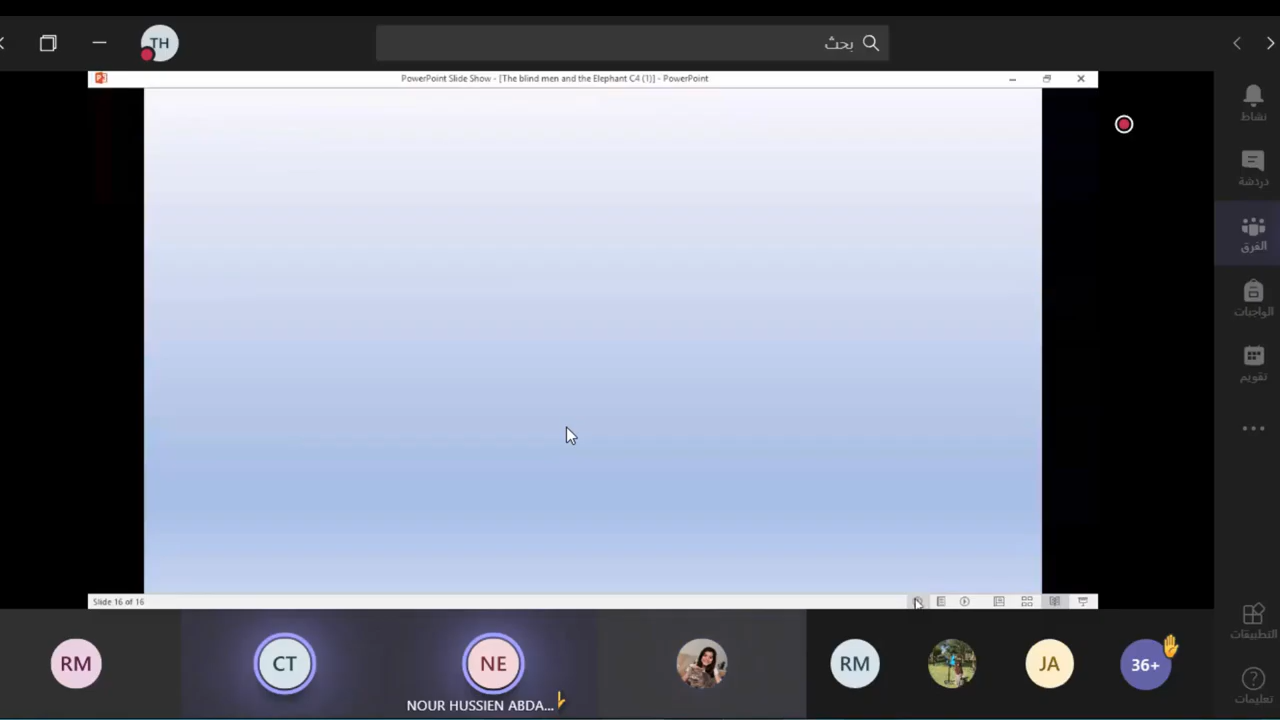 TH
بحث
PowerPoint Slide Show - [The blind men and the Elephant C4 (1)] - PowerPoint
نشاط
دردشة
الفرق
الواجبات
تقويم
Slide 16 of 16
التطبيقات
تعليمات
RM
CT
NE
RM
JA
36+
NOUR HUSSIEN ABDA...